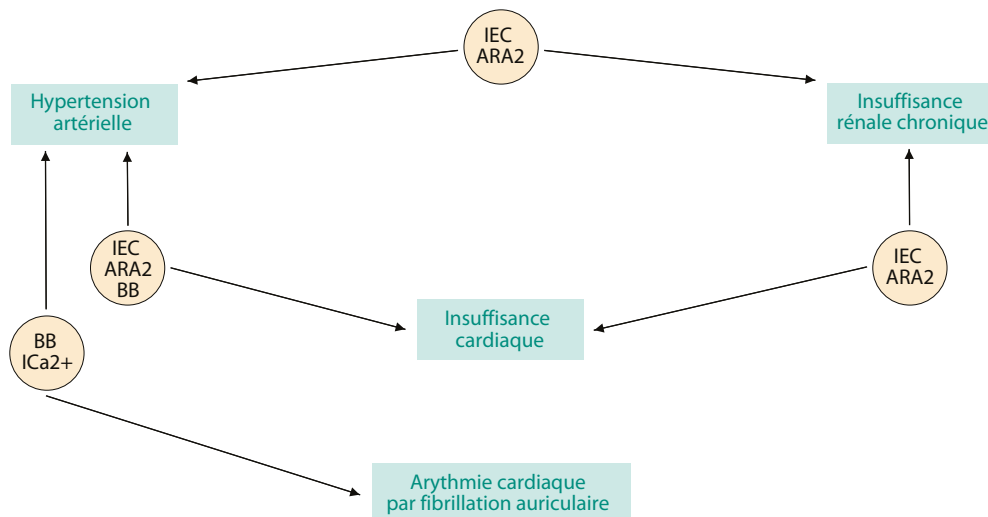 IEC
ARA2
Hypertension
artérielle
Insuffisance
rénale chronique
IEC
ARA2
BB
IEC
ARA2
Insuffisance
cardiaque
BB
ICa2+
Arythmie cardiaque
par fibrillation auriculaire